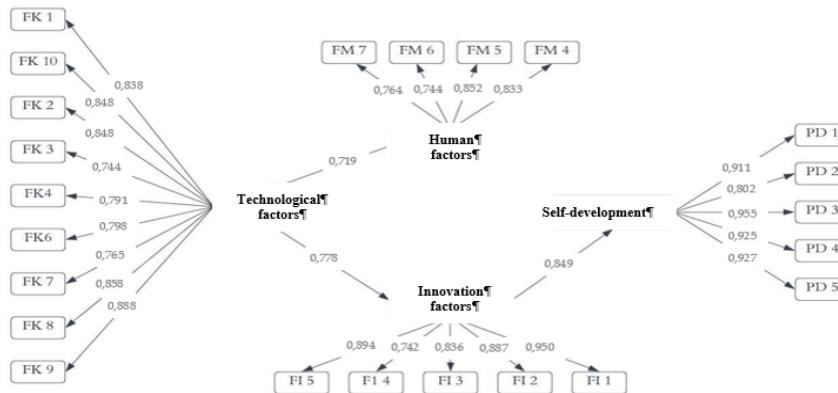 FK 1
FK 10
FK 2
FK 3
FK4
FK6
FK 7
FK 8
FK 9
0,838
0,848
0,848
0,744
0,791
0,798
0,765
0,858
0,888
Technological¶
factors¶
0,719
0,778
FM 7
FM 6
FM 5
FM 4
0,764
0,744
0,852
0,833
Human¶
factors¶
Innovation¶
factors¶
0,894
0,742
0,836
0,887
0,950
FI 5
F1 4
FI 3
FI 2
FI 1
0,849
Self-development¶
0,911
0,802
0,955
0,925
0,927
PD 1
PD 2
PD 3
PD 4
PD 5